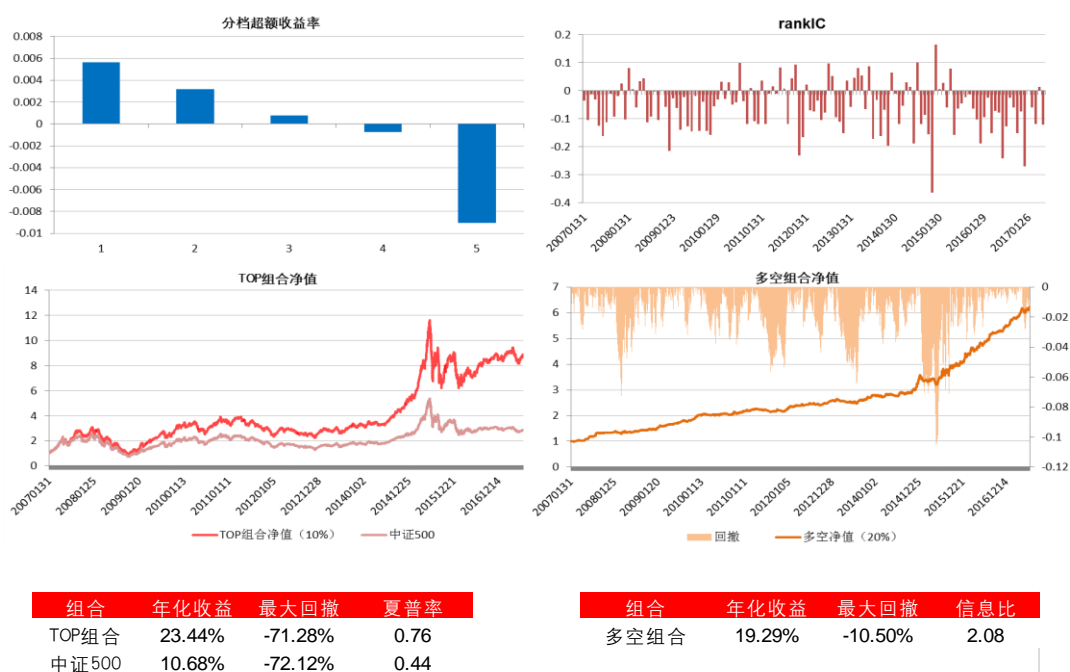 分档超额收益率
0.008
0.006
0.004
0.002
0
-0.002
-0.004
-0.006
-0.008
-0.01
1 2 3 4 5
rankIC
0.2
0.1
0
-0.1
-0.2
-0.3
-0.4
20070131 20080131 20090123 20100129 20110131 20120131 20130131 20140130 20150130 20160129 20170126
TOP组合净值
14
12
10
8
6
4
2
0
20070131 20080125 20090120 20100113 20110111 20120105 20121228 20140102 20141225 20151221 20161214
TOP组合净值（10%） 中证500
多空组合净值
7 0
6 -0.02
5 -0.04
4
3 -0.06
2 -0.08
1 -0.1
0 -0.12
20070131 20080125 20090120 20100113 20110111 20120105 20121228 20140102 20141225 20151221 20161214
回撤 多空净值（20%）
组合 年化收益 最大回撤 夏普率
TOP组合 23.44% -71.28% 0.76
中证500 10.68% -72.12% 0.44
组合 年化收益 最大回撤 信息比
多空组合 19.29% -10.50% 2.08